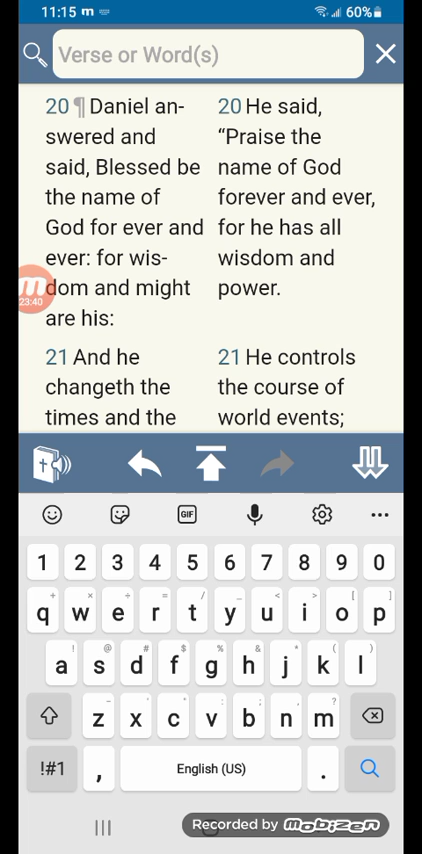 11:15 m 60%
Verse or Word(s)
20 ¶ Daniel an-
swered and
said, Blessed be
the name of
God for ever and
ever: for wis-
dom and might
are his:
21 And he
changeth the
times and the
20 He said,
“Praise the
name of God
forever and ever,
for he has all
wisdom and
power.
21 He controls
the course of
world events;
m
23:40
GIF
1 2 3 4 5 6 7 8 9 0
+ × ÷ = / _ < > [ ]
q w e r t y u i o p
! @ # $ % & * ( )
a s d f g h j k l
- ' " : ; , ?
z x c v b n m
!#1 , English (US) .
Recorded by mobizen